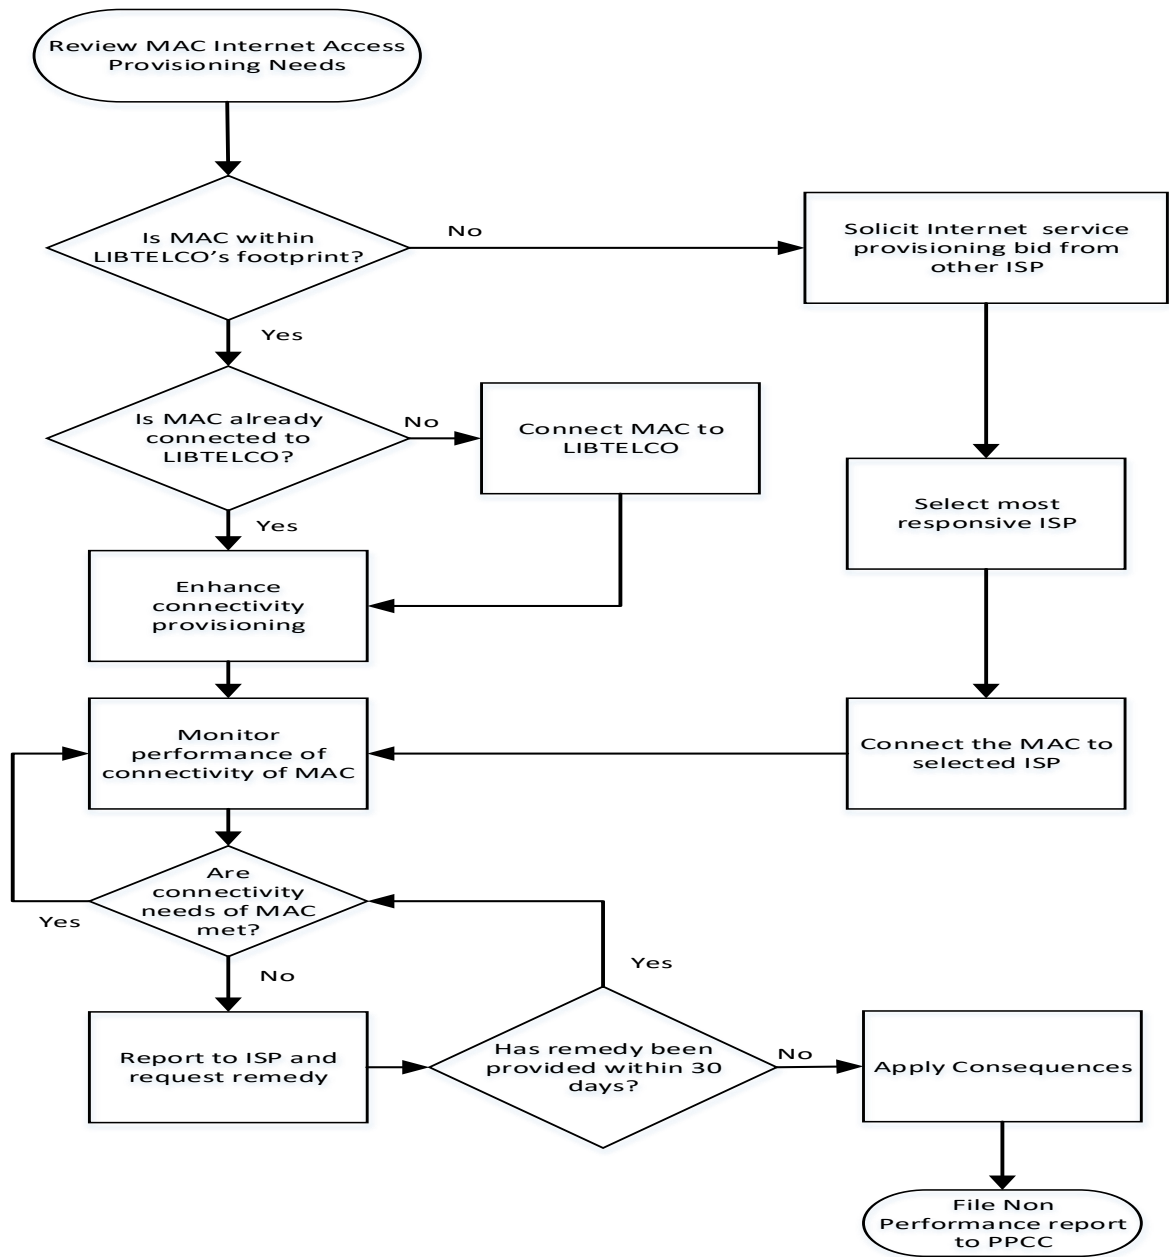 Review MAC Internet Access
Provisioning Needs
Is MAC within
LIBTELCO's footprint?
No
Solicit Internet service
provisioning bid from
other ISP
Yes
Is MAC already
connected to
LIBTELCO?
No
Connect MAC to
LIBTELCO
Select most
responsive ISP
Yes
Enhance
connectivity
provisioning
Monitor
performance of
connectivity of MAC
Connect the MAC to
selected ISP
Are
connectivity
needs of MAC
met?
Yes
No
Yes
Report to ISP and
request remedy
Has remedy been
provided within 30
days?
No
Apply Consequences
File Non
Performance report
to PPCC